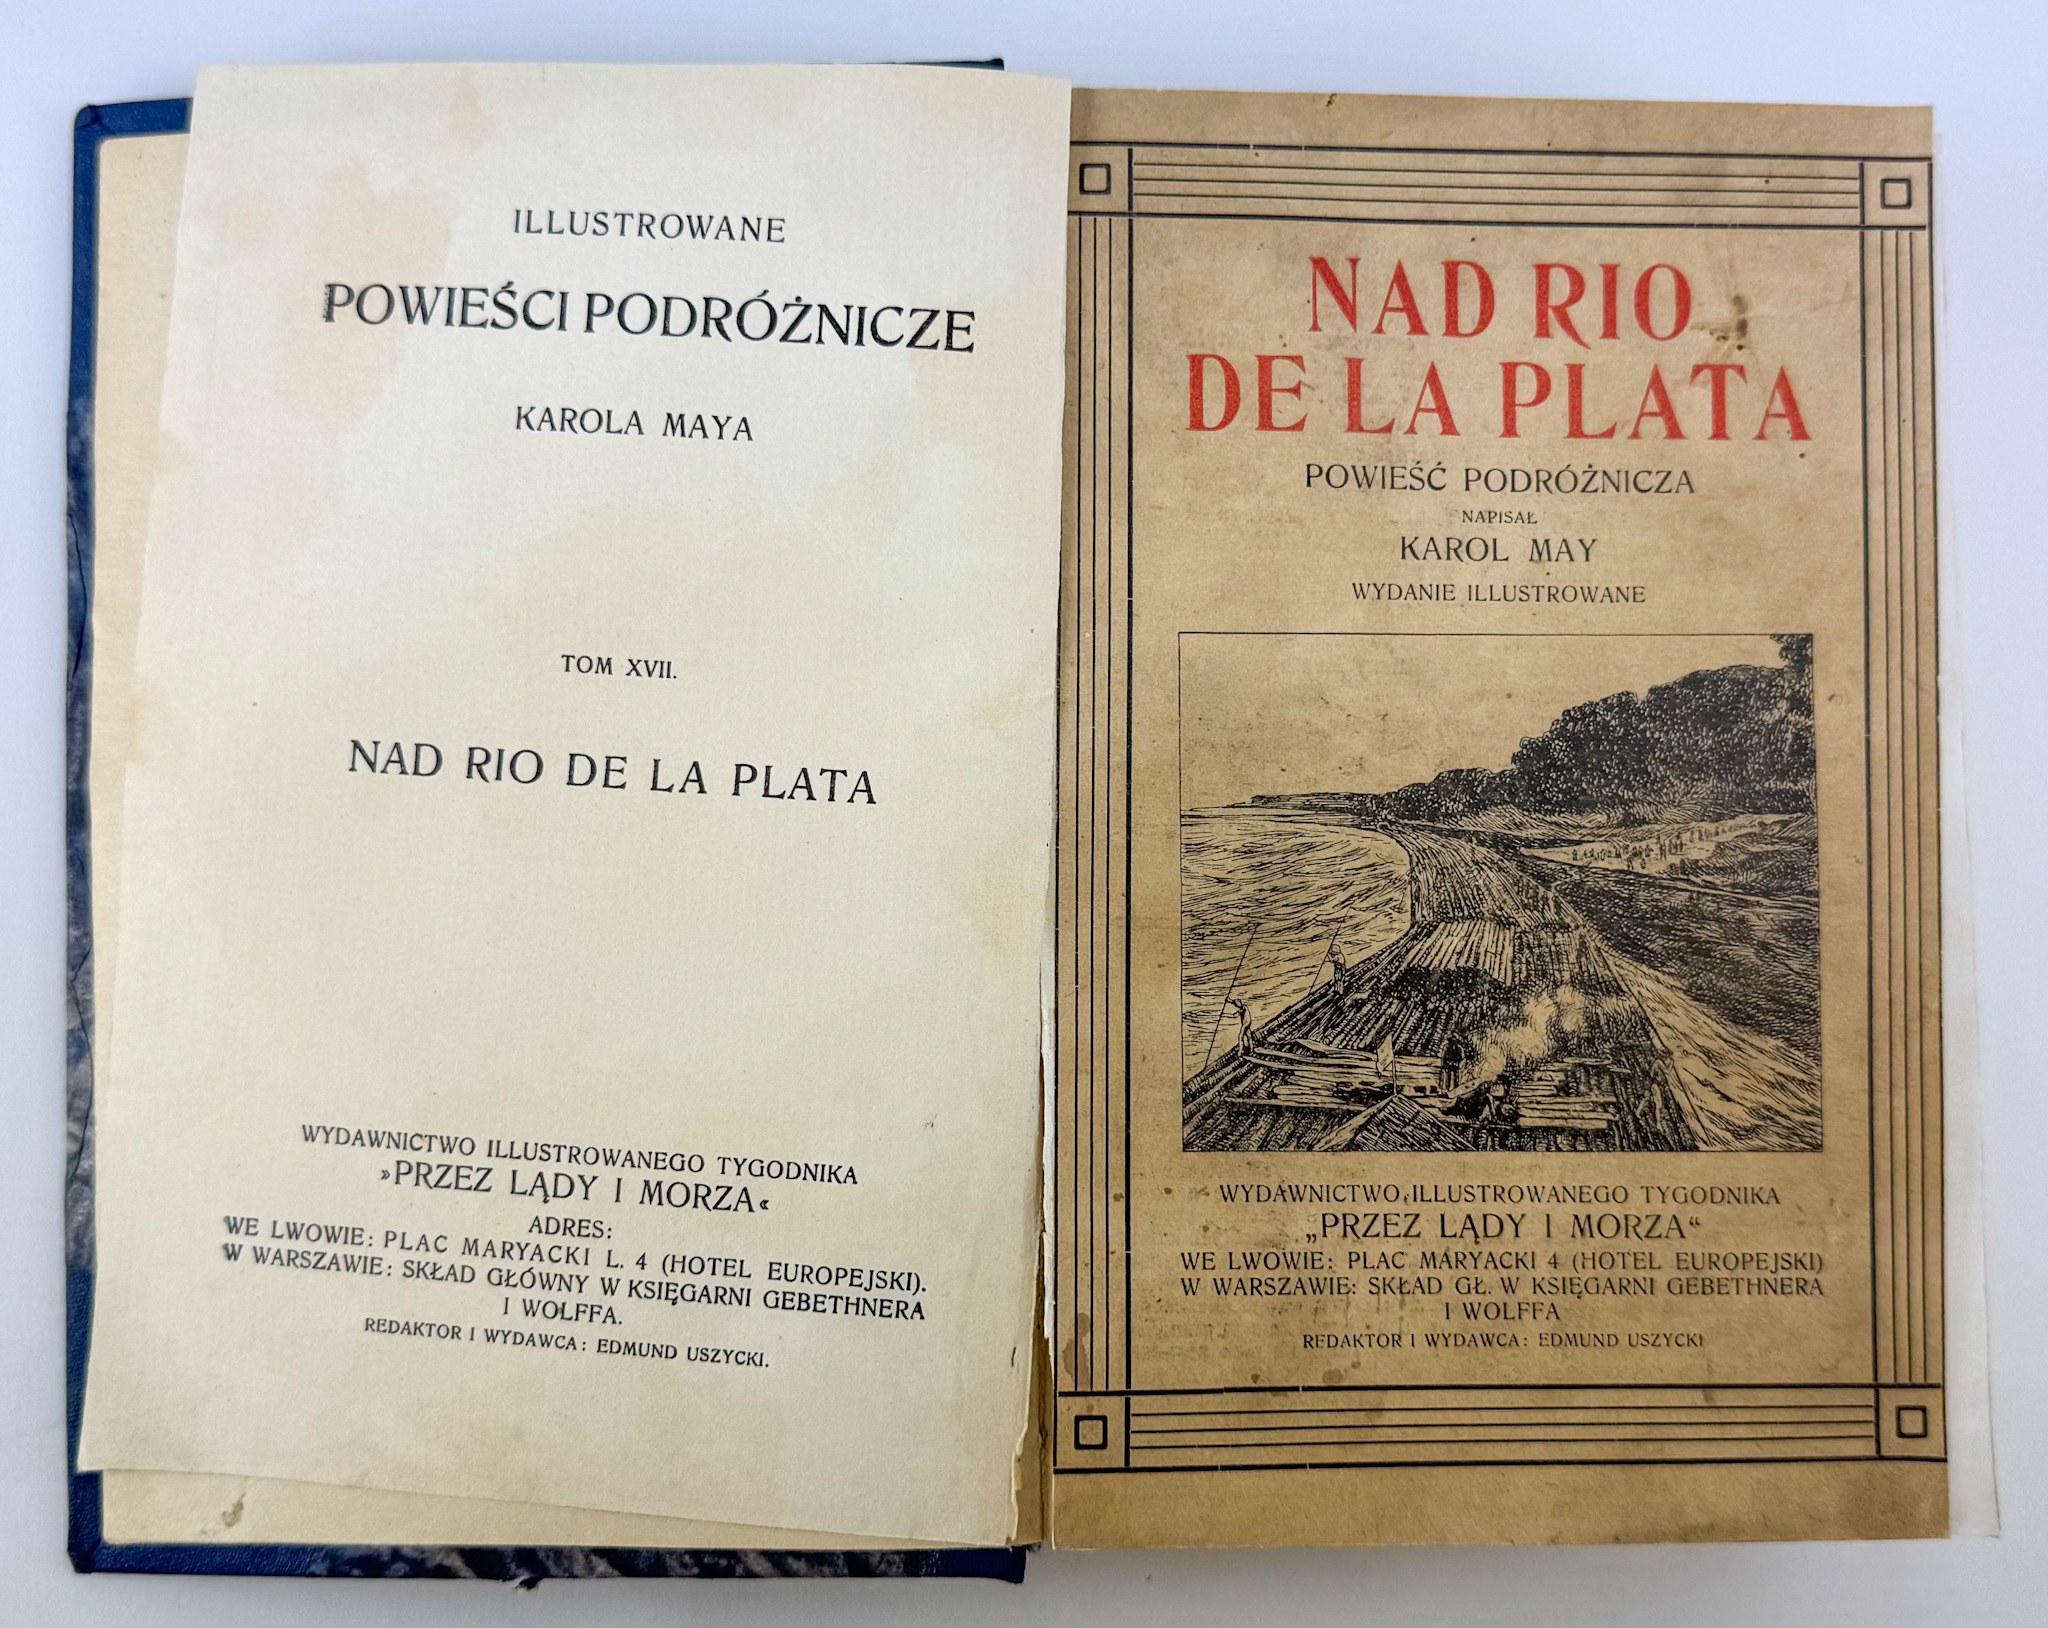 ILLUSTROWANE
POWIEŚCI PODRÓŻNICZE
KAROLA MAYA
TOM XVII.
NAD RIO DE LA PLATA
WYDAWNICTWO ILLUSTROWANEGO TYGODNIKA
»PRZEZ LĄDY I MORZA«
ADRES:
WE LWOWIE: PLAC MARYACKI L. 4 (HOTEL EUROPEJSKI).
W WARSZAWIE: SKŁAD GŁÓWNY W KSIĘGARNI GEBETHNERA
I WOLFFA.
REDAKTOR I WYDAWCA: EDMUND USZYCKI.
NAD RIO
DE LA PLATA
POWIEŚĆ PODRÓŻNICZA
NAPISAŁ
KAROL MAY
WYDANIE ILLUSTROWANE
WYDAWNICTWO ILLUSTROWANEGO TYGODNIKA
„PRZEZ LĄDY I MORZA“
WE LWOWIE: PLAC MARYACKI 4 (HOTEL EUROPEJSKI)
W WARSZAWIE: SKŁAD GŁ. W KSIĘGARNI GEBETHNERA
I WOLFFA
REDAKTOR I WYDAWCA: EDMUND USZYCKI